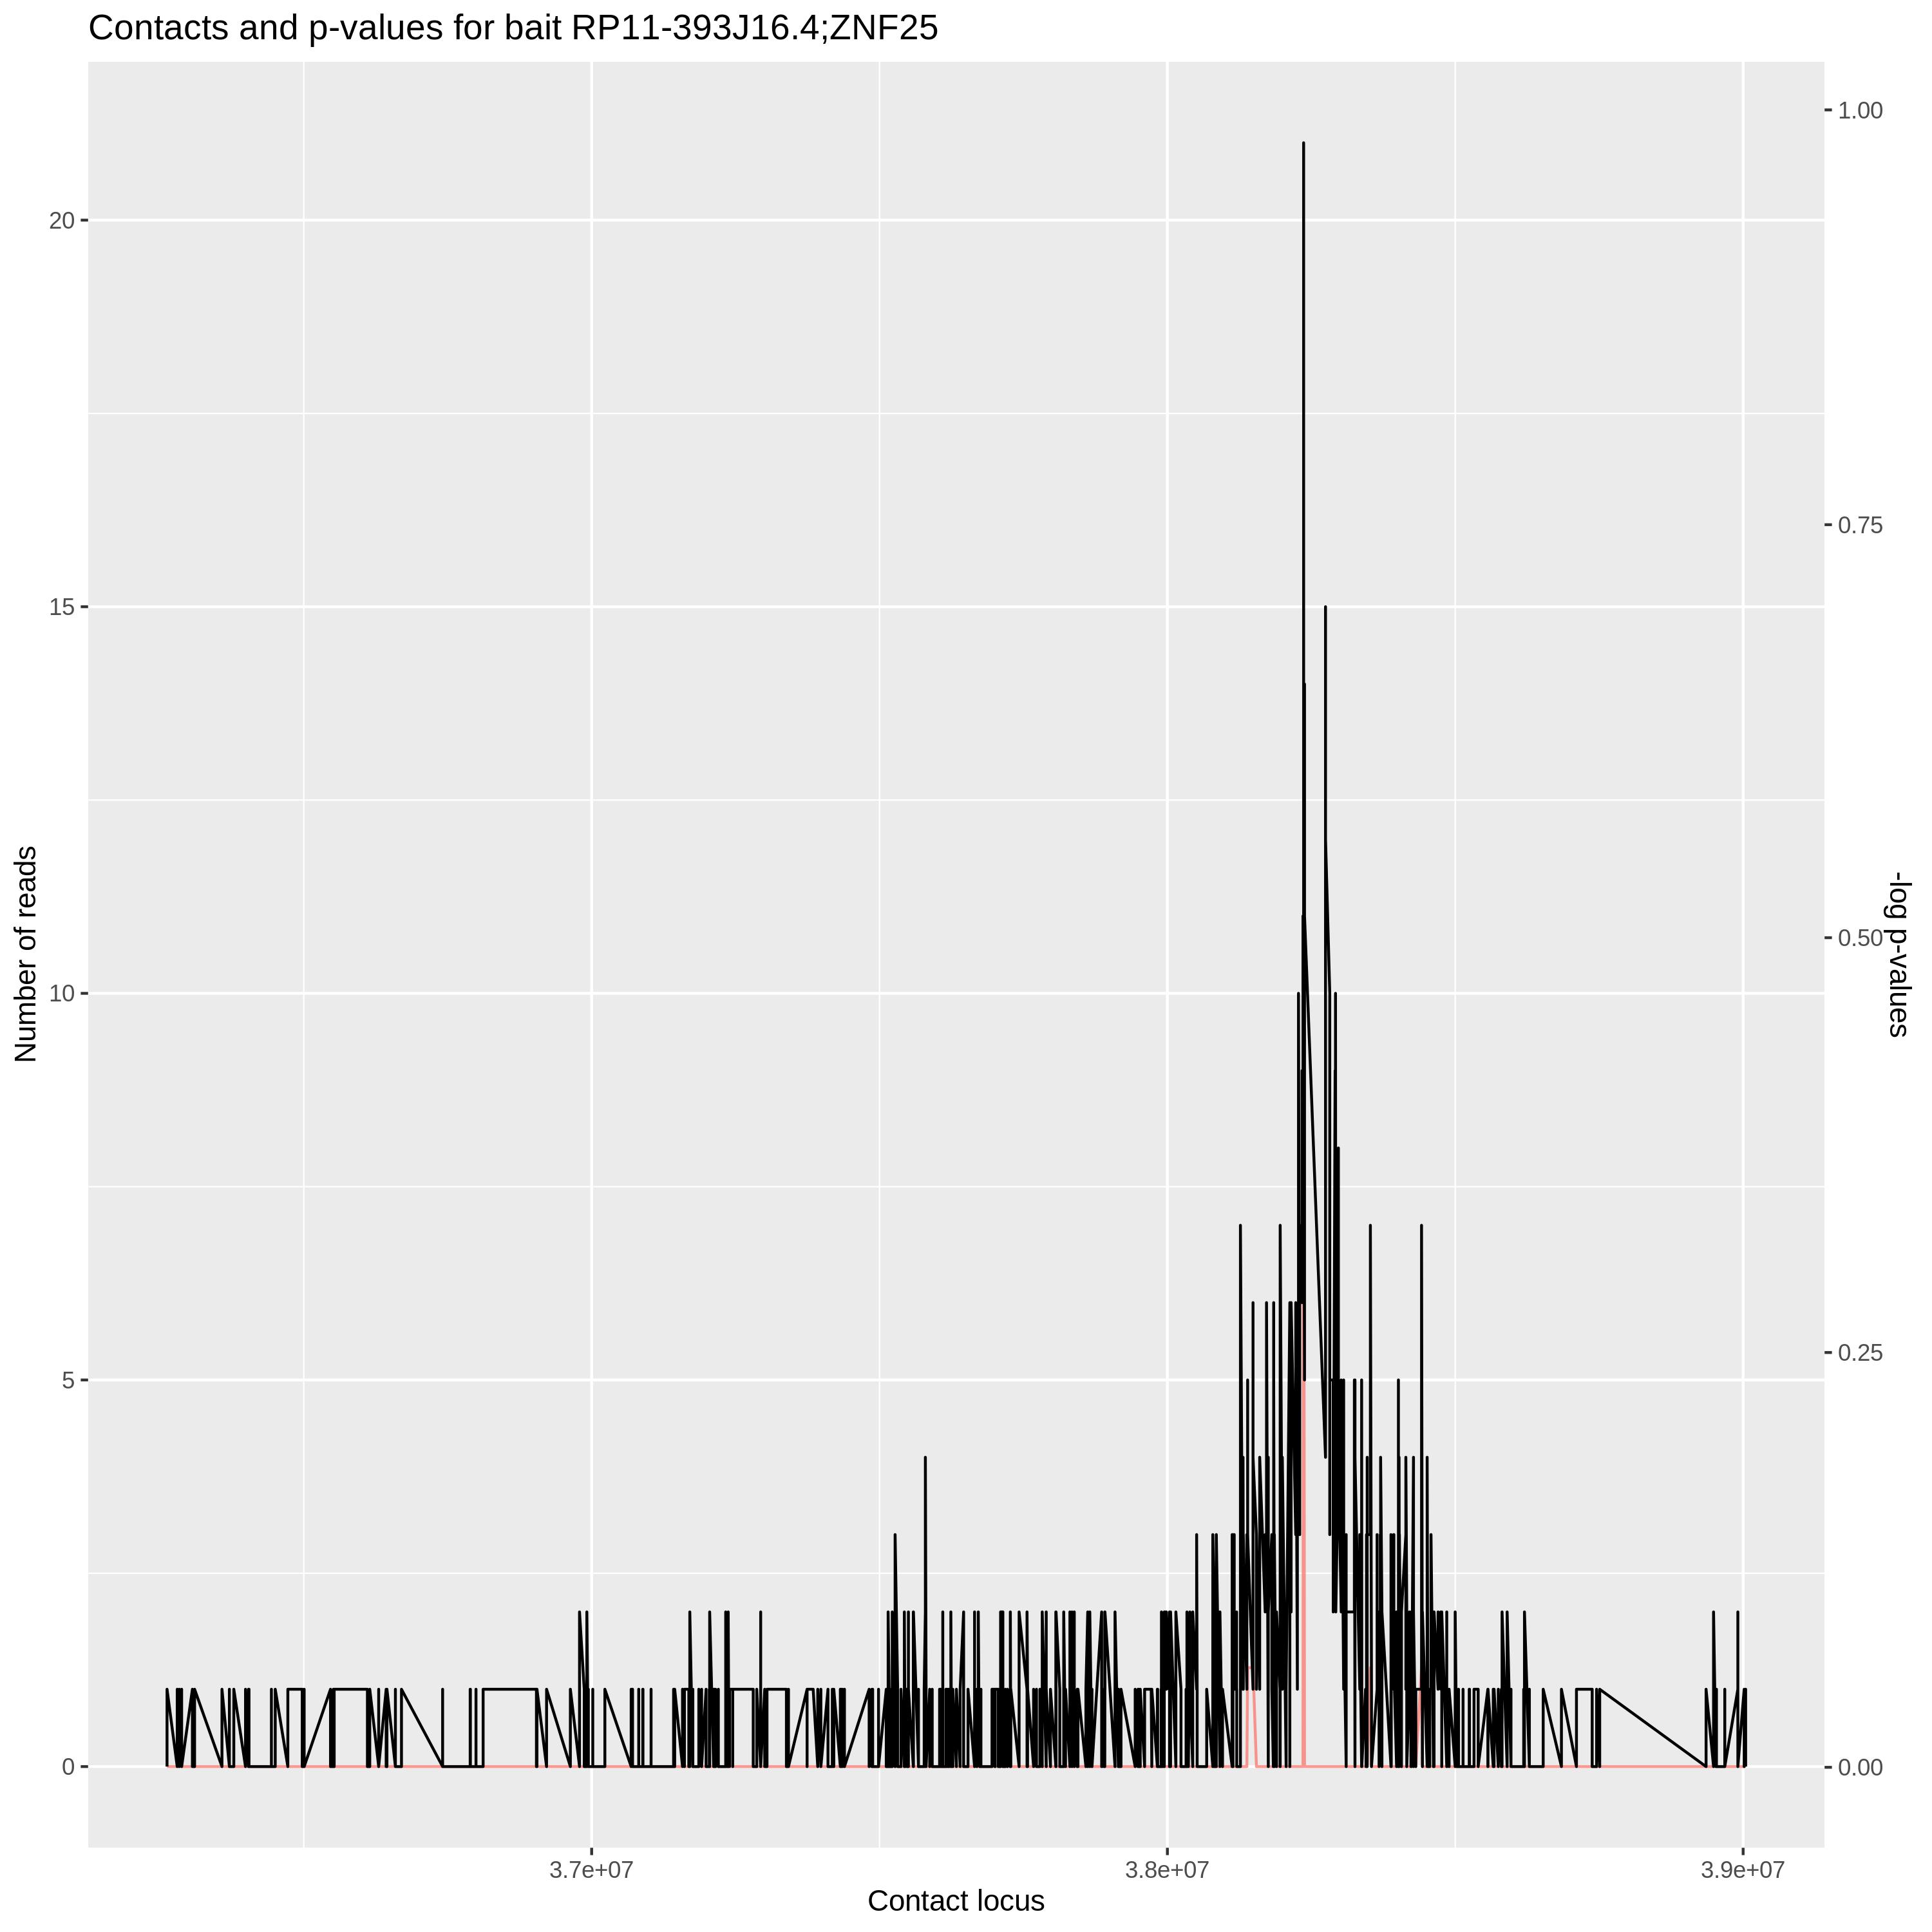 Contacts and p-values for bait RP11-393J16.4;ZNF25
Number of reads
20
15
10
5
0
1.00
0.75
0.50
0.25
0.00
-log p-values
3.7e+07
3.8e+07
3.9e+07
Contact locus